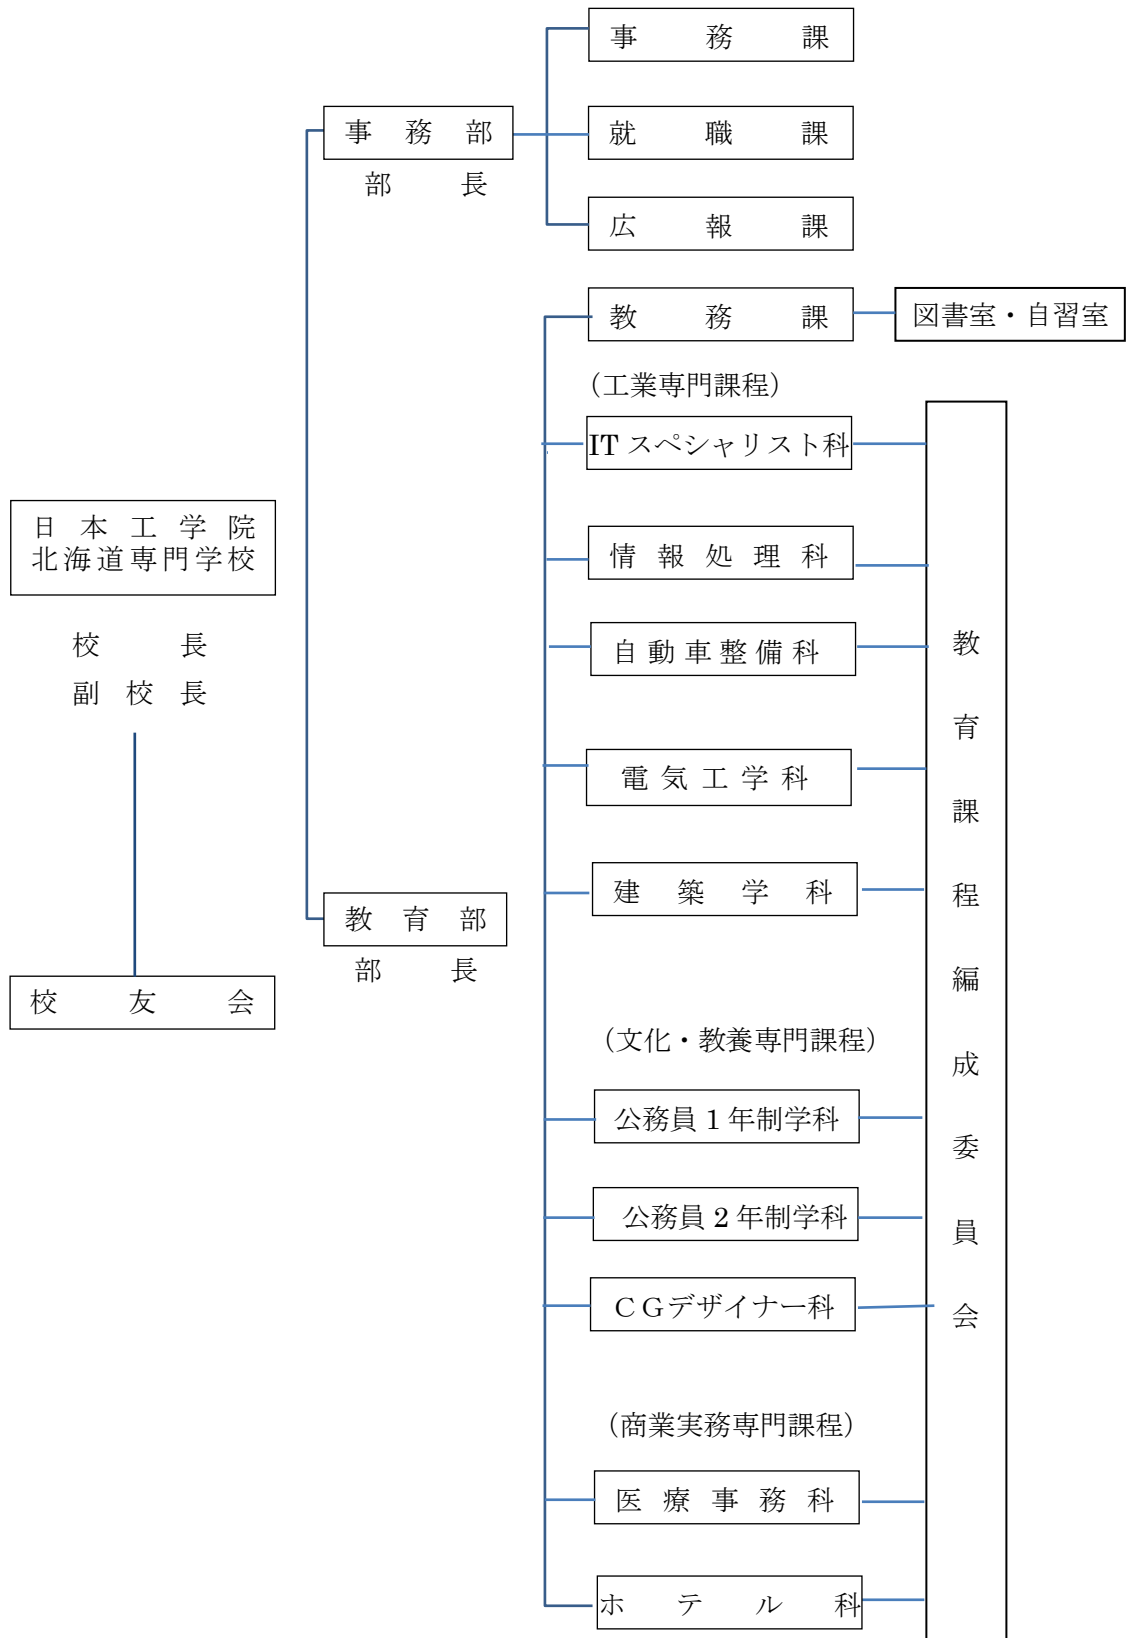 日本工学院
北海道専門学校
校長
副校長
校友会
事務部
部長
事務課
就職課
広報課
教育部
部長
教務課
図書室・自習室
(工業専門課程)
ITスペシャリスト科
情報処理科
自動車整備科
電気工学科
建築学科
(文化・教養専門課程)
公務員1年制学科
公務員2年制学科
CGデザイナー科
(商業実務専門課程)
医療事務科
ホテル科
教育課程編成委員会